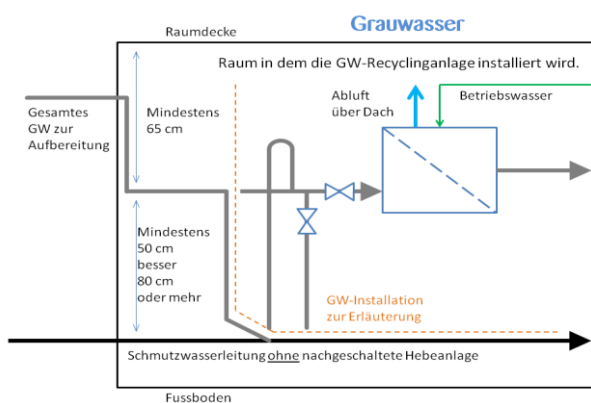 Grauwasser
Raumdecke
Raum in dem die GW-Recyclinganlage installiert wird.
Gesamtes
GW zur
Aufbereitung
Mindestens
65 cm
Abluft
über Dach
Betriebswasser
Mindestens
50 cm
besser
80 cm
oder mehr
GW-Installation
zur Erläuterung
Schmutzwasserleitung ohne nachgeschaltete Hebeanlage
Fussboden